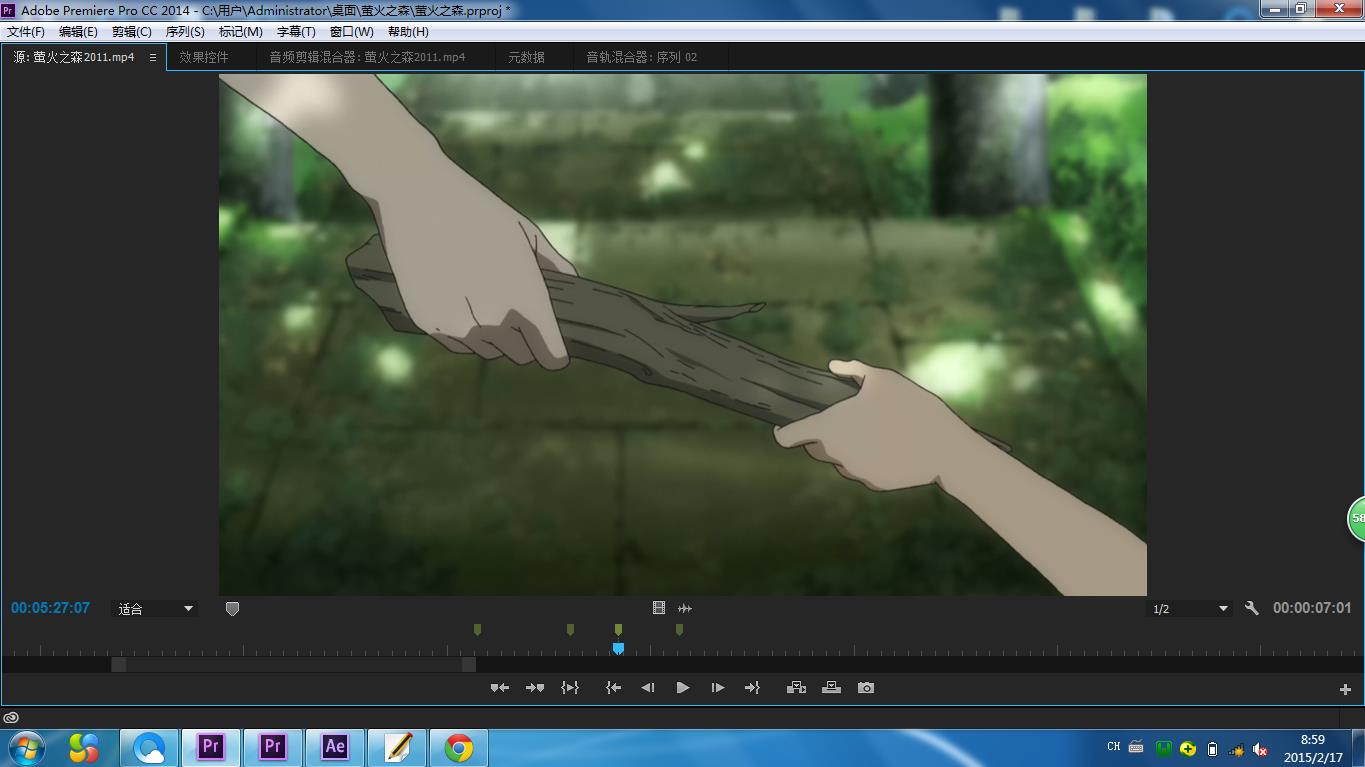 Adobe Premiere Pro CC 2014 - C:\用户\Administrator\桌面\萤火之森\萤火之森.prproj *
文件(F) 编辑(E) 剪辑(C) 序列(S) 标记(M) 字幕(T) 窗口(W) 帮助(H)
源: 萤火之森2011.mp4 效果控件 音频剪辑混合器: 萤火之森2011.mp4 元数据 音轨混合器: 序列 02
00:05:27:07 适合 1/2 00:00:07:01
58
Pr Pr Ae
CH 8:59
2015/2/17